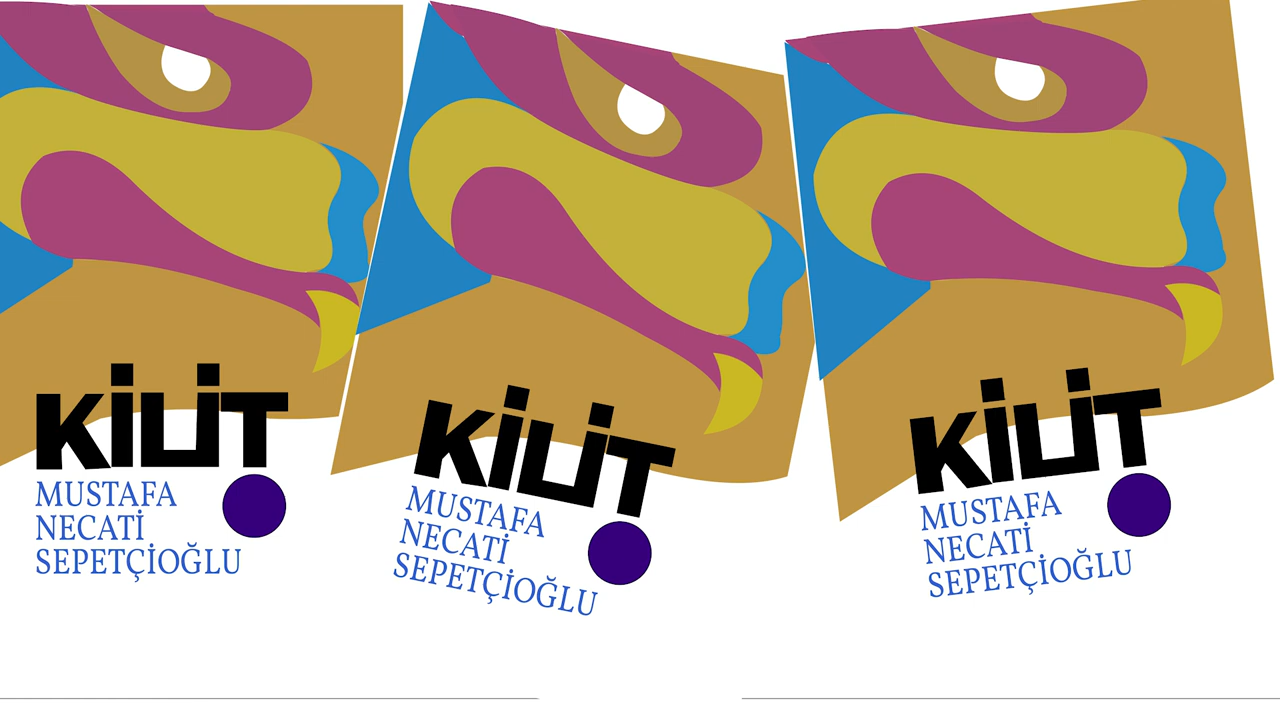 KİLİT
MUSTAFA
NECATİ
SEPETÇİOĞLU
KİLİT
MUSTAFA
NECATİ
SEPETÇİOĞLU
KİLİT
MUSTAFA
NECATİ
SEPETÇİOĞLU